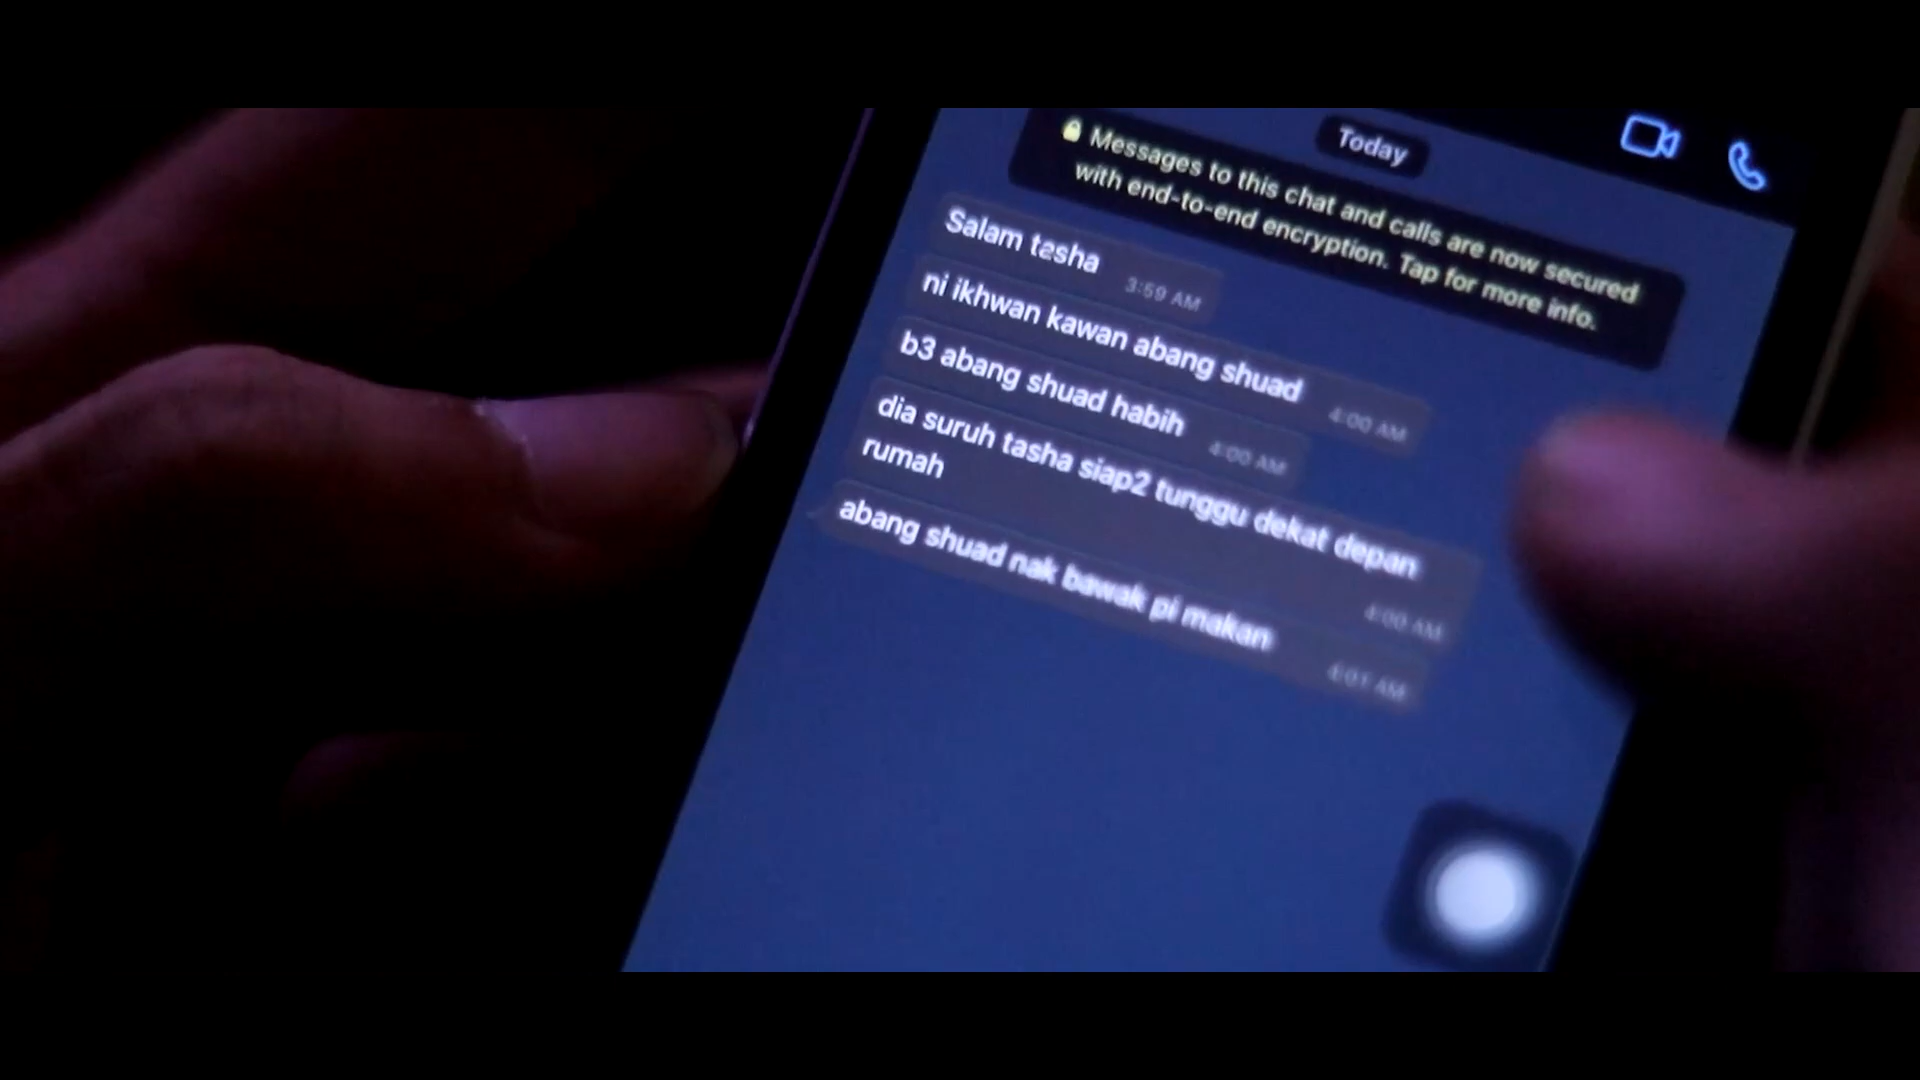 Today
Messages to this chat and calls are now secured
with end-to-end encryption. Tap for more info.
Salam tasha
3:59 AM
ni ikhwan kawan abang shuad
4:00 AM
b3 abang shuad habih
4:00 AM
dia suruh tasha siap2 tunggu dekat depan
rumah
4:00 AM
abang shuad nak bawak pi makan
4:01 AM